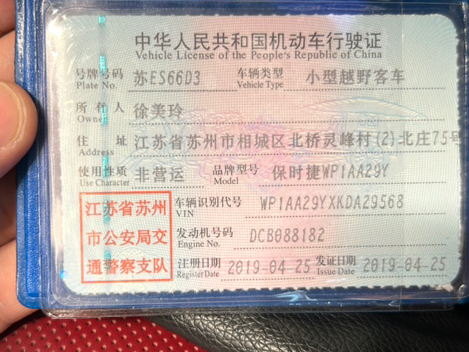 中华人民共和国机动车行驶证
Vehicle License of the People's Republic of China
号牌号码 苏ES66D3 车辆类型 小型越野客车
Plate No. Vehicle Type
所有人 徐美玲
Owner
住址 江苏省苏州市相城区北桥灵峰村(2)北庄75号
Address
使用性质 非营运 品牌型号 保时捷WP1AA29Y
Use Character Model
江苏省苏州 车辆识别代号 WP1AA29YXKDA29568
VIN
市公安局交 发动机号码 DCB088182
Engine No.
通警察支队 注册日期 2019-04-25 发证日期 2019-04-25
Register Date Issue Date